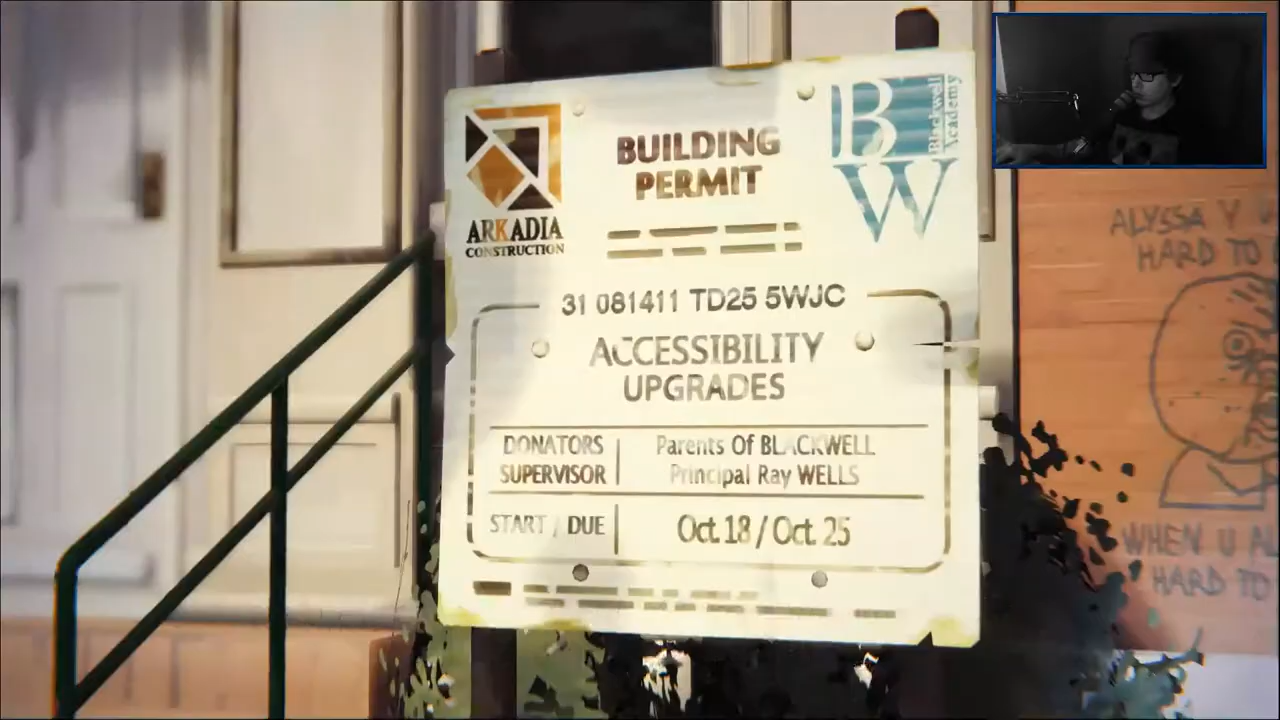 BUILDING
PERMIT
B
W
Blackwell
Academy
ARKADIA
CONSTRUCTION
31 081411 TD25 5WJC
ACCESSIBILITY
UPGRADES
DONATORS Parents Of BLACKWELL
SUPERVISOR Principal Ray WELLS
START / DUE Oct 18 / Oct 25
ALYSSA Y U
HARD TO
WHEN U
HARD TO